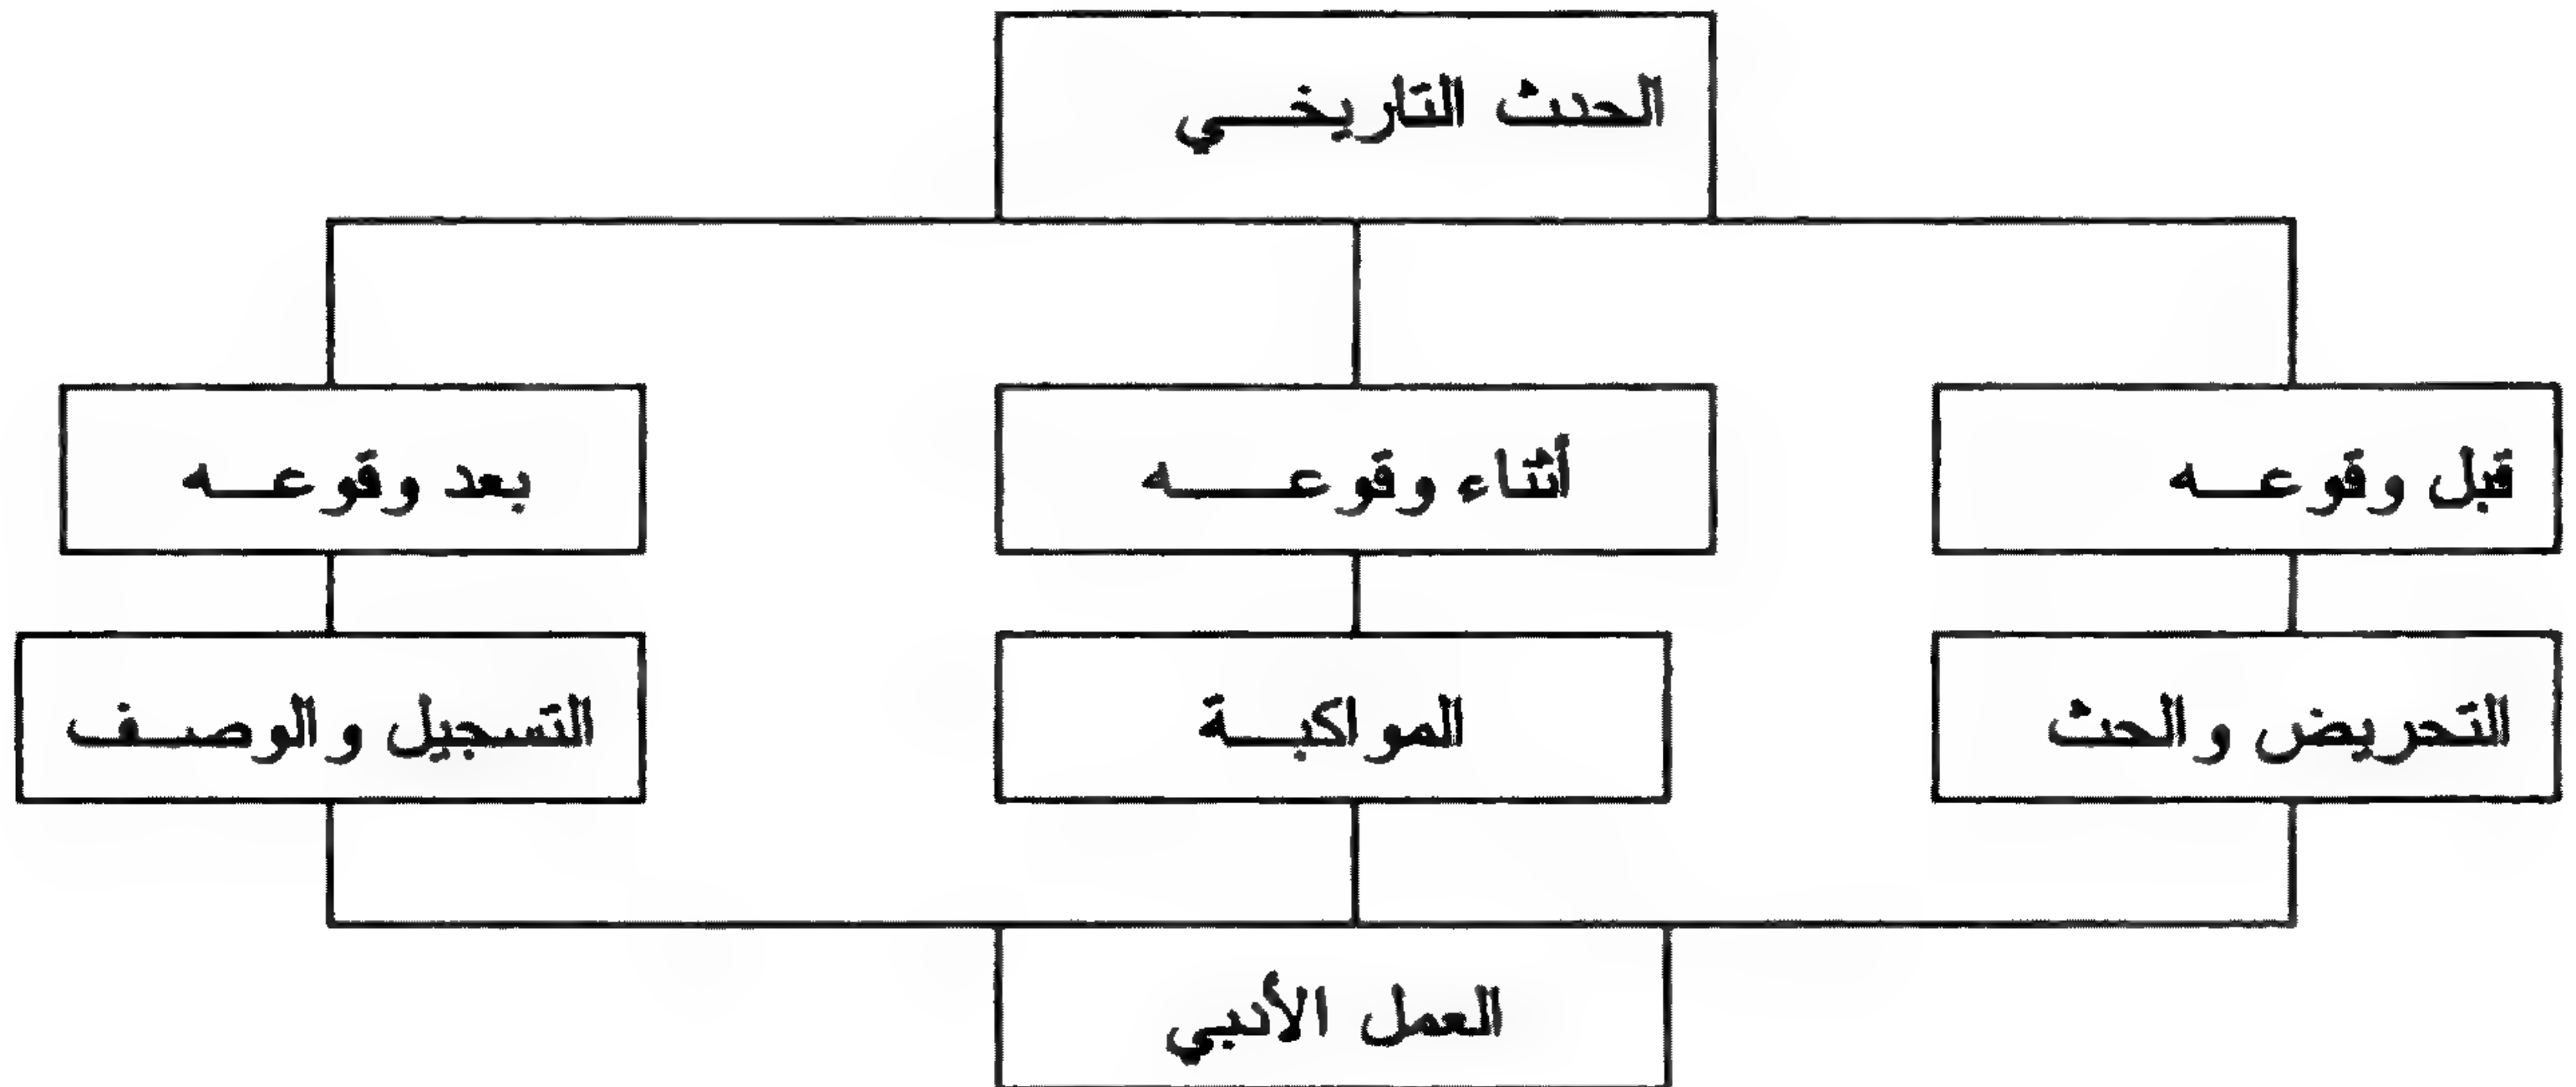 الحدث التاريخي
قبل وقوعه
أثناء وقوعه
بعد وقوعه
التحريض والحث
المواكبة
التسجيل والوصف
العمل الأدبي